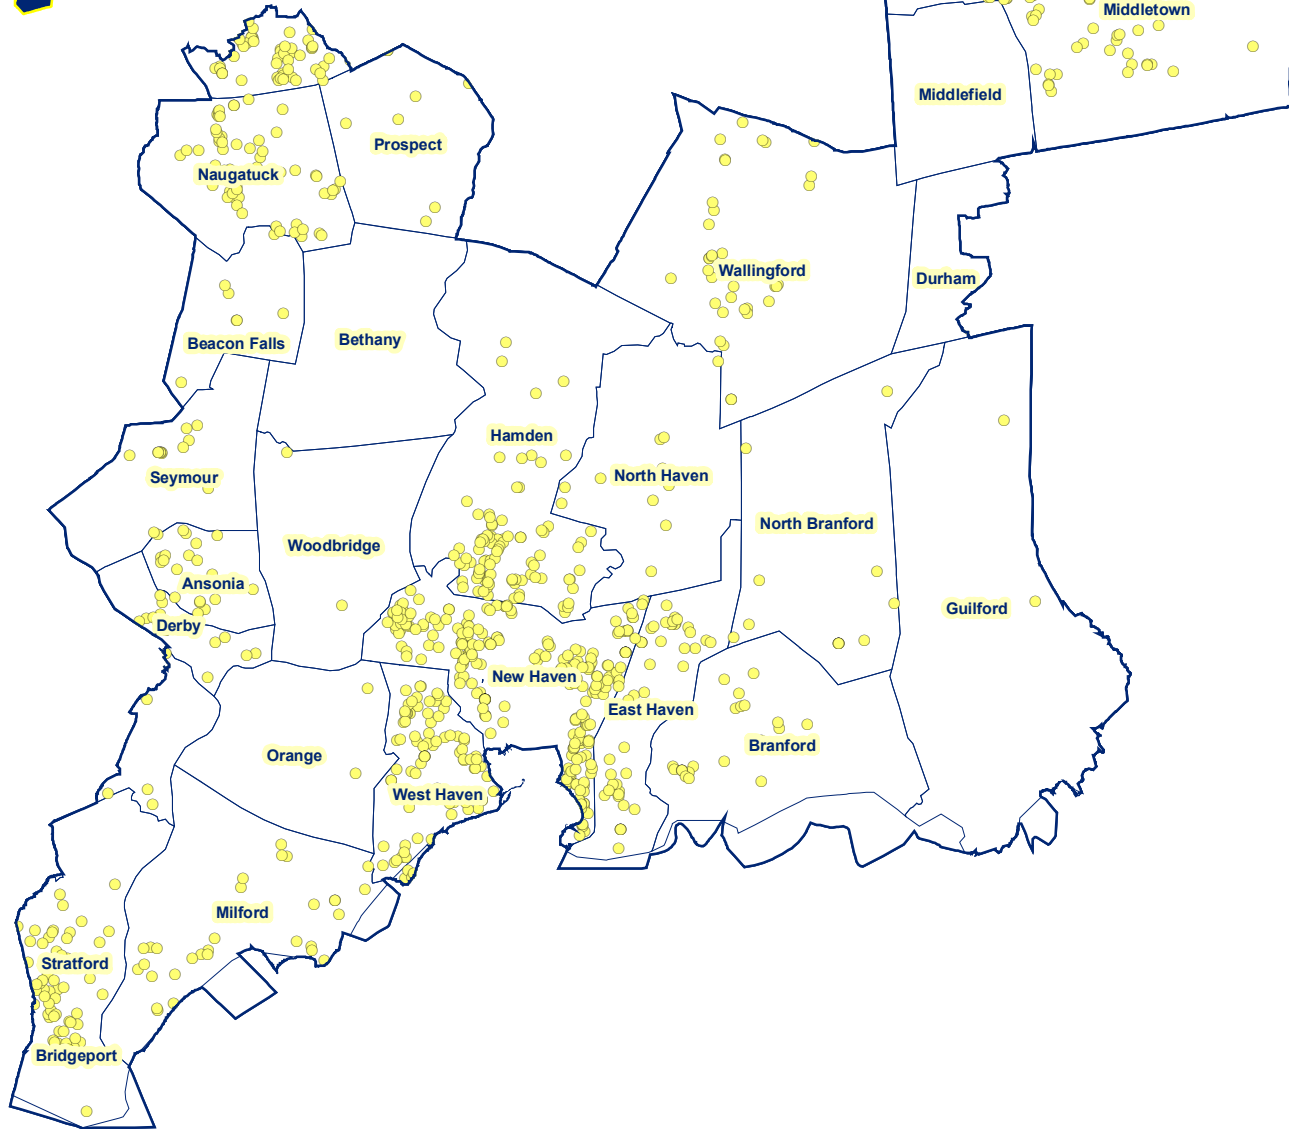 Middletown
Middlefield
Prospect
Naugatuck
Wallingford
Durham
Beacon Falls
Bethany
Hamden
North Haven
Seymour
North Branford
Woodbridge
Ansonia
Guilford
Derby
New Haven
East Haven
Branford
Orange
West Haven
Milford
Stratford
Bridgeport